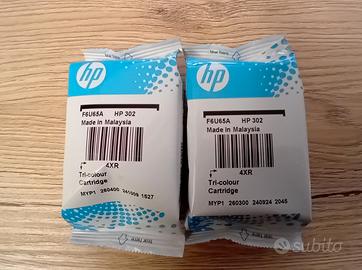 hp
F6U65A HP 302
Made in Malaysia
4XR
Tri-colour
Cartridge
MYP1 260400 241009 1527
hp
F6U65A HP 302
Made in Malaysia
4XR
Tri-colour
Cartridge
MYP1 260300 240924 2045
subito